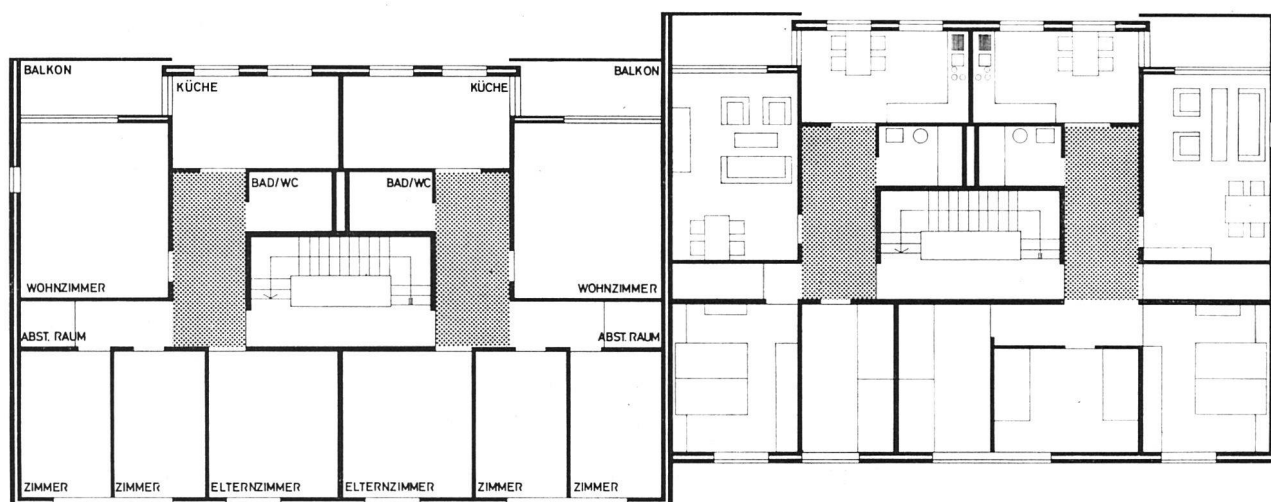 BALKON
BALKON
KÜCHE
KÜCHE
BAD/WC
BAD/WC
WOHNZIMMER
WOHNZIMMER
ABST. RAUM
ABST. RAUM
ZIMMER
ZIMMER
ELTERNZIMMER
ELTERNZIMMER
ZIMMER
ZIMMER